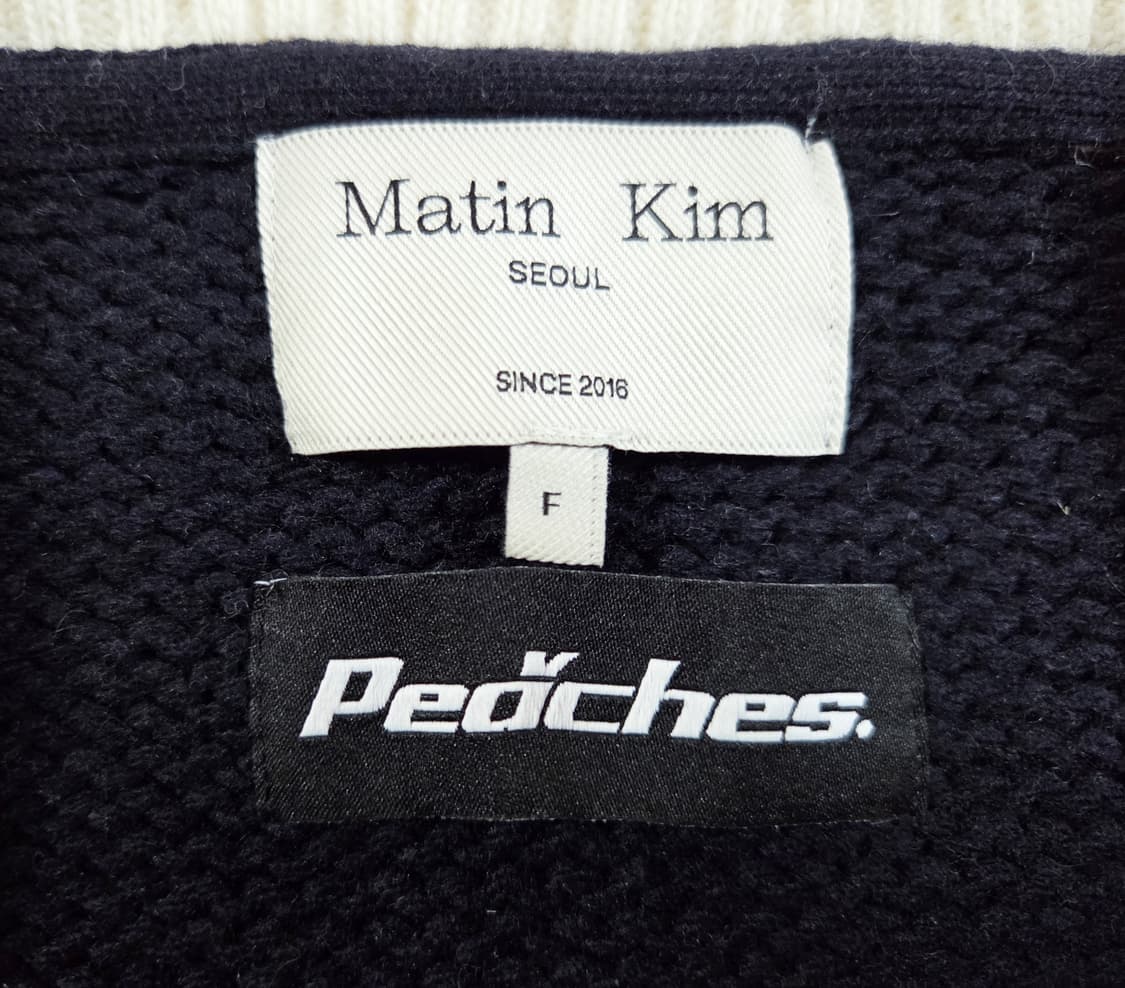 Matin Kim
SEOUL
SINCE 2016
F
Peaches.